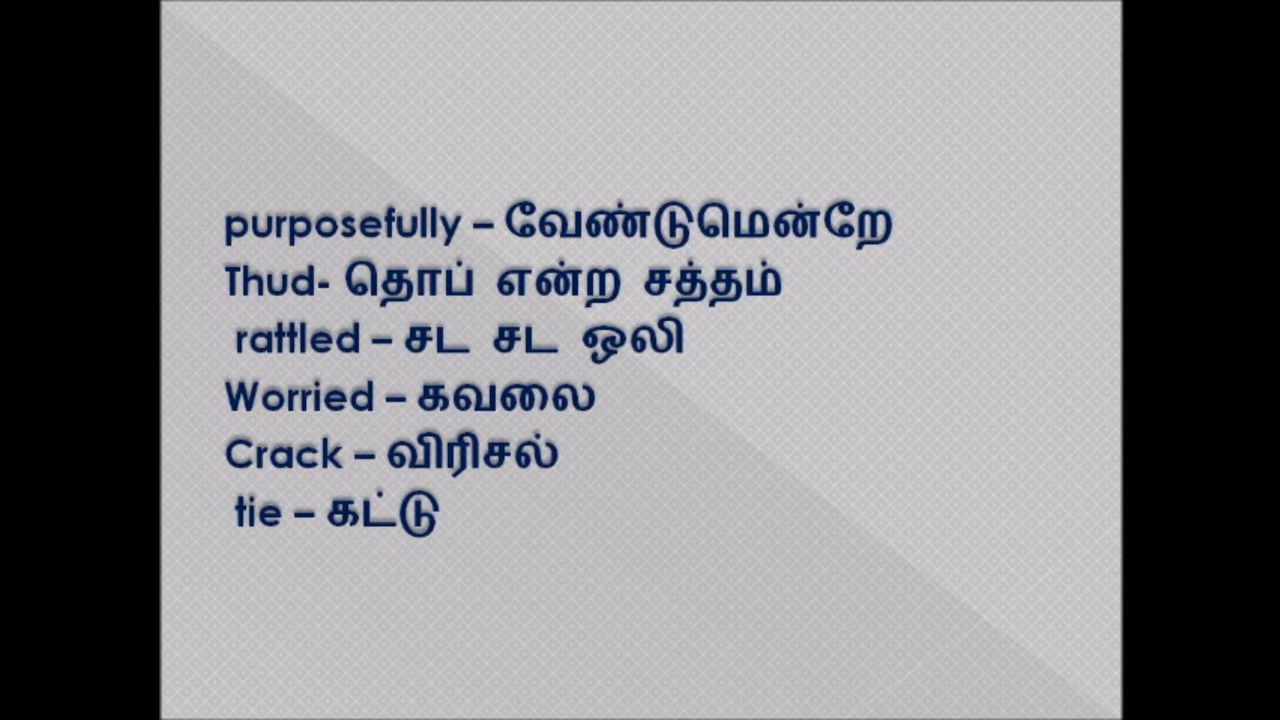 purposefully – வேண்டுமென்றே
Thud- தொப் என்ற சத்தம்
rattled – சட சட ஒலி
Worried – கவலை
Crack – விரிசல்
tie – கட்டு